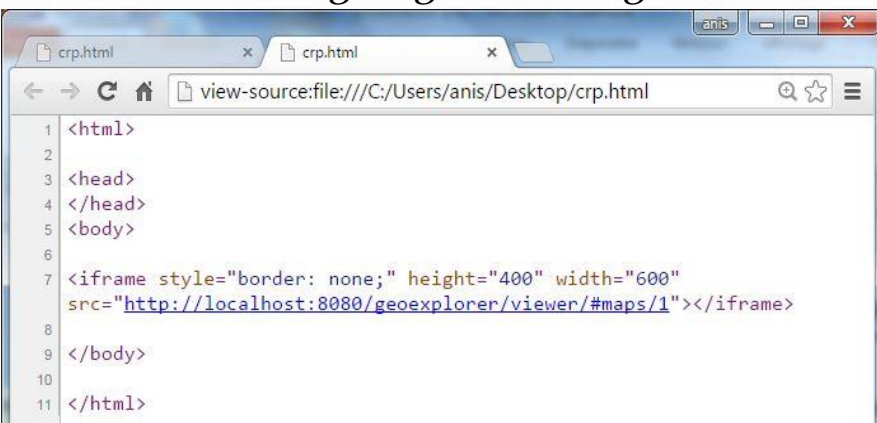 anis
crp.html
crp.html
view-source:file:///C:/Users/anis/Desktop/crp.html
1 <html>
2
3 <head>
4 </head>
5 <body>
6
7 <iframe style="border: none;" height="400" width="600"
src="http://localhost:8080/geoexplorer/viewer/#maps/1"></iframe>
8
9 </body>
10
11 </html>